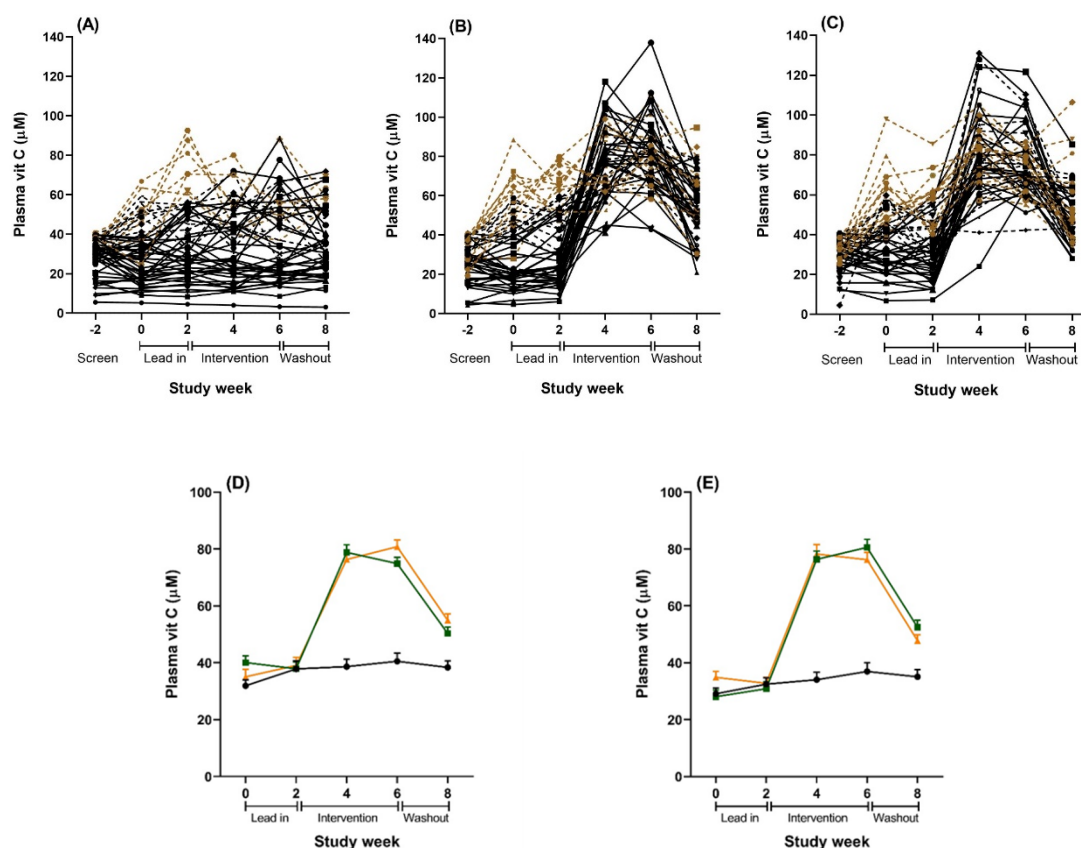 (A)
Plasma vit C (μM)
140
120
100
80
60
40
20
0
-2 0 2 4 6 8
Screen Lead in Intervention Washout
Study week
(B)
Plasma vit C (μM)
140
120
100
80
60
40
20
0
-2 0 2 4 6 8
Screen Lead in Intervention Washout
Study week
(C)
Plasma vit C (μM)
140
120
100
80
60
40
20
0
-2 0 2 4 6 8
Screen Lead in Intervention Washout
Study week
(D)
Plasma vit C (μM)
100
80
60
40
20
0
0 2 4 6 8
Lead in Intervention Washout
Study week
(E)
Plasma vit C (μM)
100
80
60
40
20
0
0 2 4 6 8
Lead in Intervention Washout
Study week